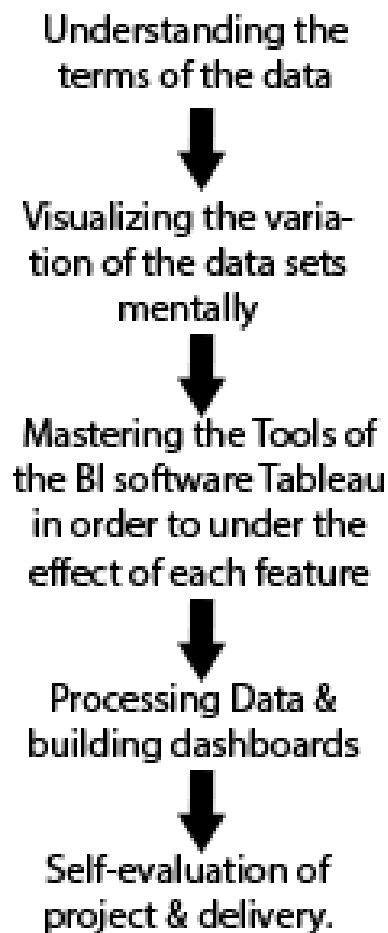 Understanding the
terms of the data
Visualizing the varia-
tion of the data sets
mentally
Mastering the Tools of
the BI software Tableau
in order to under the
effect of each feature
Processing Data &
building dashboards
Self-evaluation of
project & delivery.